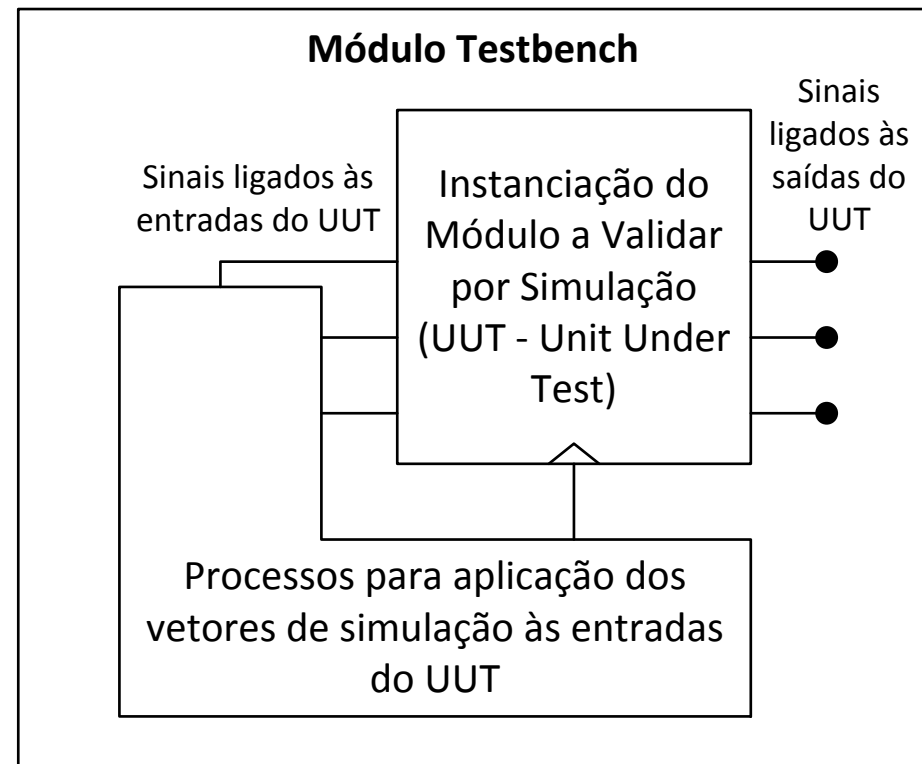 Módulo Testbench
Sinais
ligados às
saídas do
UUT
Sinais ligados às
entradas do UUT
Instanciação do
Módulo a Validar
por Simulação
(UUT - Unit Under
Test)
Processos para aplicação dos
vetores de simulação às entradas
do UUT